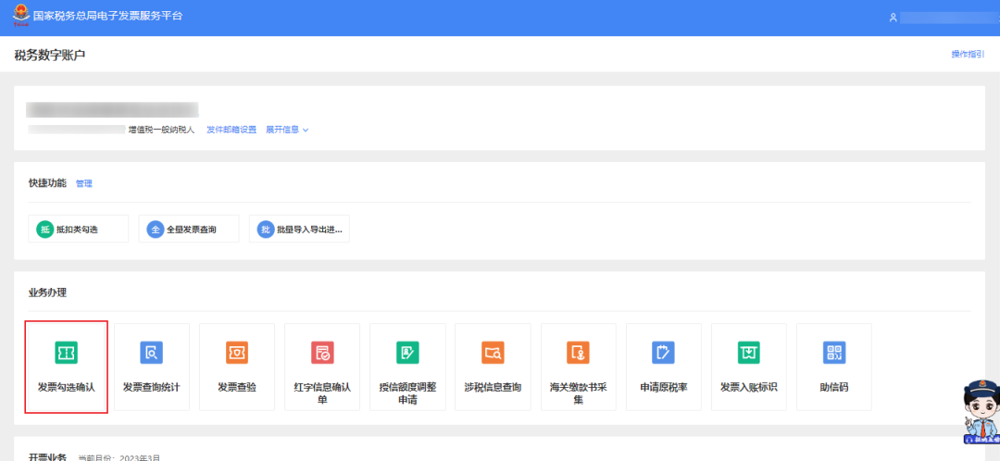 国家税务总局电子发票服务平台
税务数字账户
操作指引
增值税一般纳税人 发件邮箱设置 展开信息
快捷功能 管理
抵 抵扣类勾选
全 全量发票查询
批 批量导入导出进...
业务办理
发票勾选确认
发票查询统计
发票查验
红字信息确认
单
授信额度调整
申请
涉税信息查询
海关缴款书采
集
申请原税率
发票入账标识
助信码
开票业务 当前月份：2023年3月